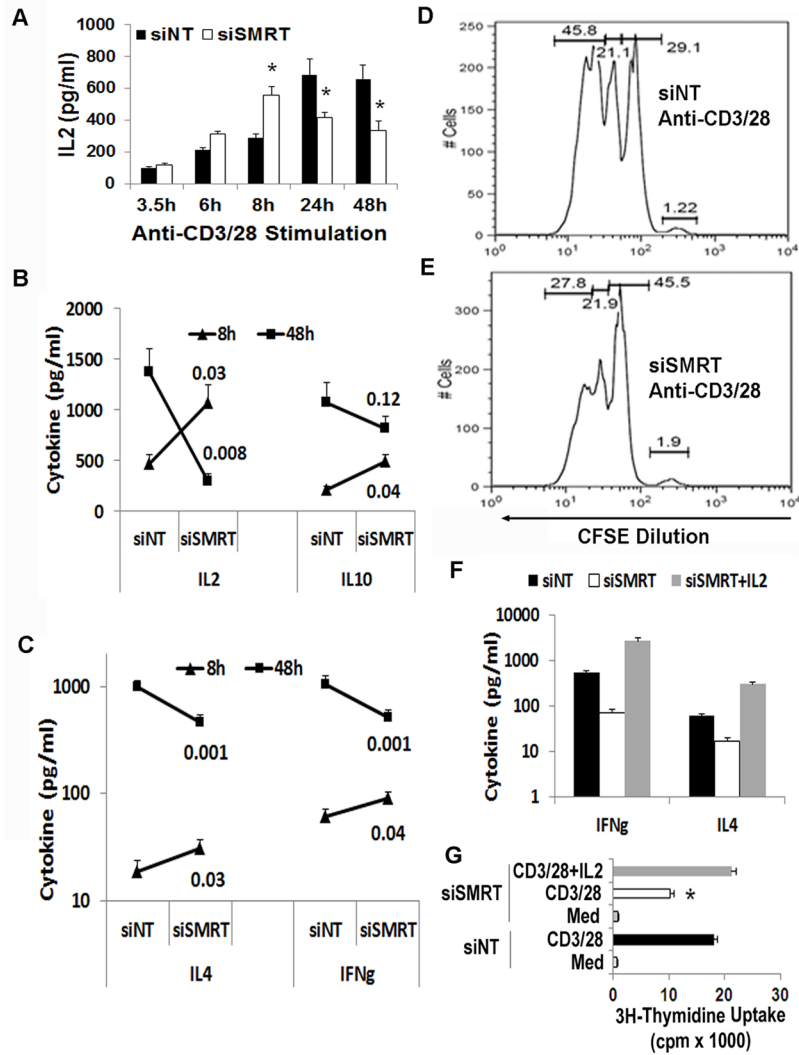 A
siNT siSMRT
IL2 (pg/ml)
1000
800
600
400
200
0
*
*
*
3.5h 6h 8h 24h 48h
Anti-CD3/28 Stimulation
B
Cytokine (pg/ml)
2000
1500
1000
500
0
8h 48h
0.03
0.008
0.12
0.04
siNT siSMRT siNT siSMRT
IL2 IL10
C
Cytokine (pg/ml)
1000
100
10
8h 48h
0.001
0.03
0.001
0.04
siNT siSMRT siNT siSMRT
IL4 IFNg
D
# Cells
250
200
150
100
50
0
45.8
21.1
29.1
1.22
siNT
Anti-CD3/28
10⁰ 10¹ 10² 10³ 10⁴
E
# Cells
300
200
100
0
27.8
21.9
45.5
1.9
siSMRT
Anti-CD3/28
10⁰ 10¹ 10² 10³ 10⁴
CFSE Dilution
F
siNT siSMRT siSMRT+IL2
Cytokine (pg/ml)
10000
1000
100
10
1
IFNg IL4
G
siSMRT
CD3/28+IL2
CD3/28 *
Med
siNT
CD3/28
Med
0 10 20 30
3H-Thymidine Uptake
(cpm x 1000)